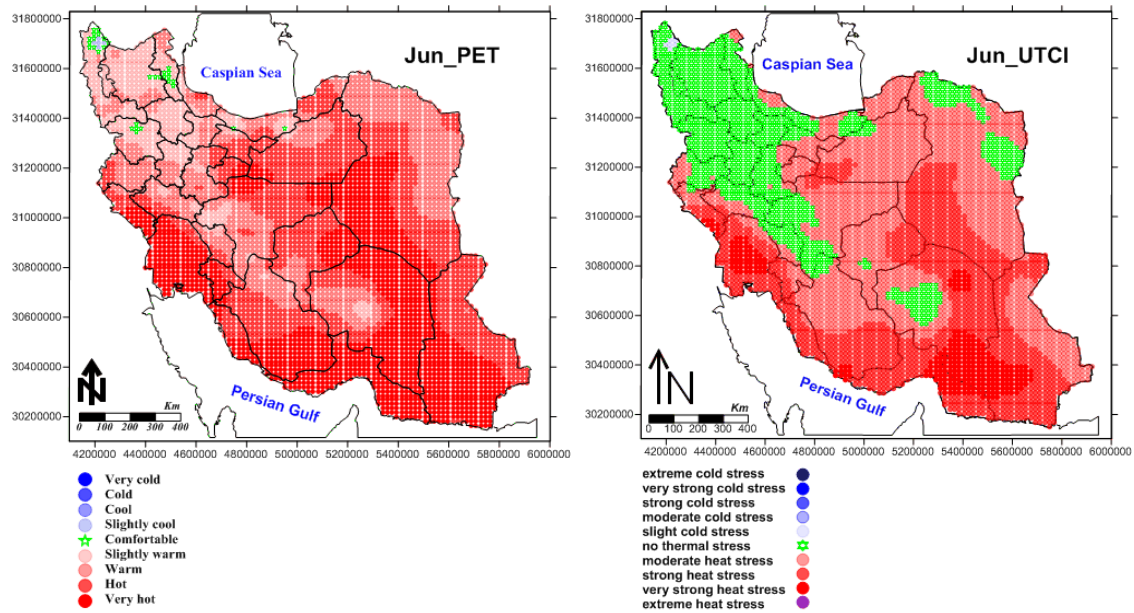 Jun_PET
Caspian Sea
Persian Gulf
N
Km
0 100 200 300 400
31800000
31600000
31400000
31200000
31000000
30800000
30600000
30400000
30200000
4200000 4400000 4600000 4800000 5000000 5200000 5400000 5600000 5800000 6000000
Very cold
Cold
Cool
Slightly cool
Comfortable
Slightly warm
Warm
Hot
Very hot
Jun_UTCI
Caspian Sea
Persian Gulf
N
Km
0 100 200 300 400
31800000
31600000
31400000
31200000
31000000
30800000
30600000
30400000
30200000
4200000 4400000 4600000 4800000 5000000 5200000 5400000 5600000 5800000 6000000
extreme cold stress
very strong cold stress
strong cold stress
moderate cold stress
slight cold stress
no thermal stress
moderate heat stress
strong heat stress
very strong heat stress
extreme heat stress